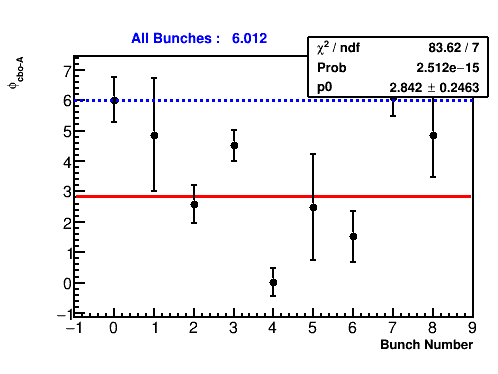 All Bunches : 6.012
χ² / ndf 83.62 / 7
Prob 2.512e−15
p0 2.842 ± 0.2463
ϕcbo-A
7
6
5
4
3
2
1
0
−1
−1 0 1 2 3 4 5 6 7 8 9
Bunch Number